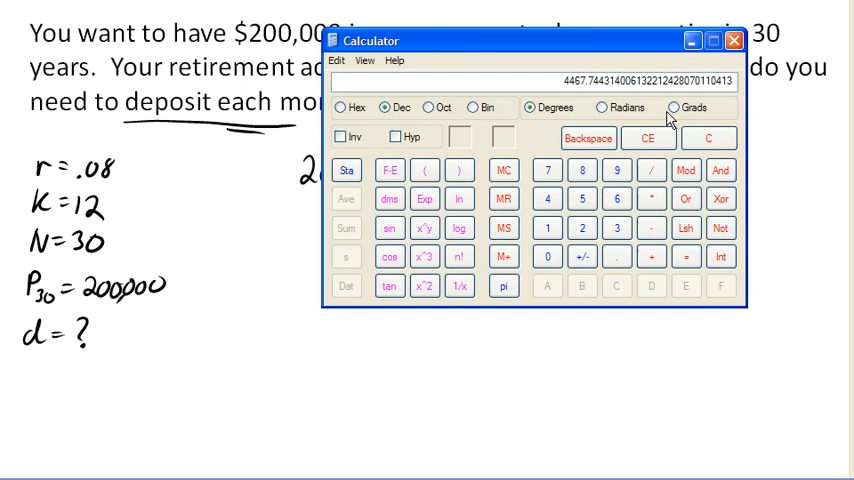 You want to have $200,00 30
years. Your retirement ac do you
need to deposit each mon
Calculator
Edit View Help
4467.744314006132212428070110413
Hex Dec Oct Bin Degrees Radians Grads
Inv Hyp Backspace CE C
Sta F-E ( ) MC 7 8 9 / Mod And
Ave dms Exp ln MR 4 5 6 * Or Xor
Sum sin x^y log MS 1 2 3 - Lsh Not
s cos x^3 n! M+ 0 +/- . + = Int
Dat tan x^2 1/x pi A B C D E F
r = .08
k = 12
N = 30
P30 = 200,000
d = ?